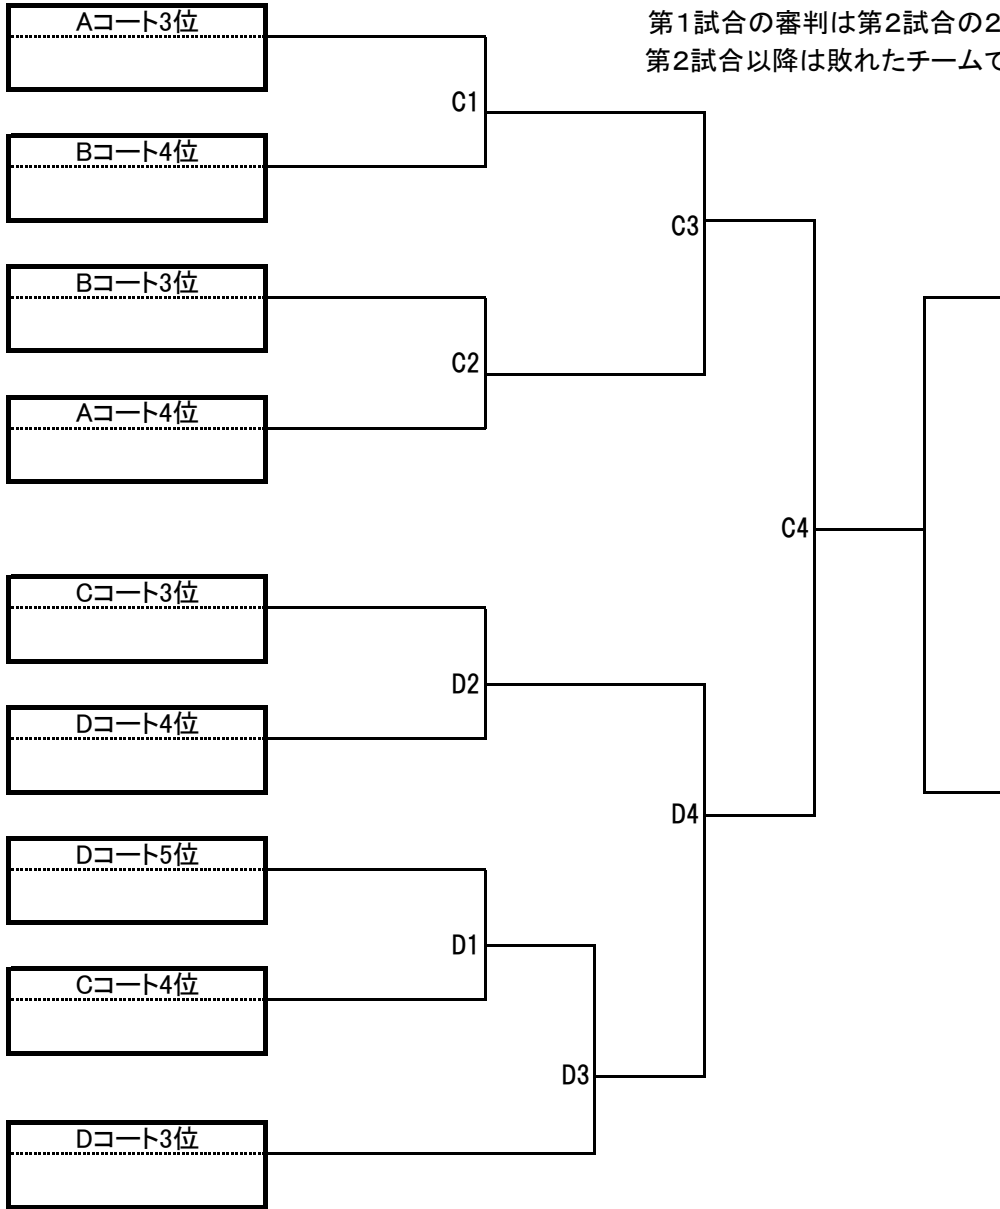 Aコート3位
第1試合の審判は第2試合の2
第2試合以降は敗れたチームで
C1
Bコート4位
C3
Bコート3位
C2
Aコート4位
C4
Cコート3位
D2
Dコート4位
D4
Dコート5位
D1
Cコート4位
D3
Dコート3位